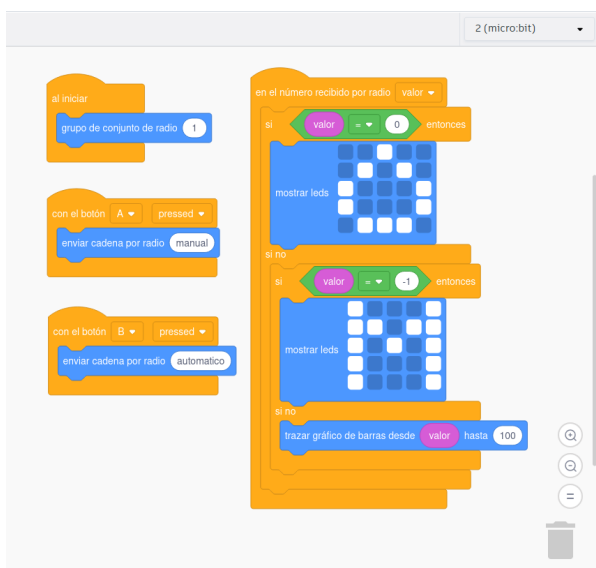 2 (micro:bit)
al iniciar
grupo de conjunto de radio 1
con el botón A pressed
enviar cadena por radio manual
con el botón B pressed
enviar cadena por radio automatico
en el número recibido por radio valor
si valor = 0 entonces
mostrar leds
si no
si valor = -1 entonces
mostrar leds
si no
trazar gráfico de barras desde valor hasta 100